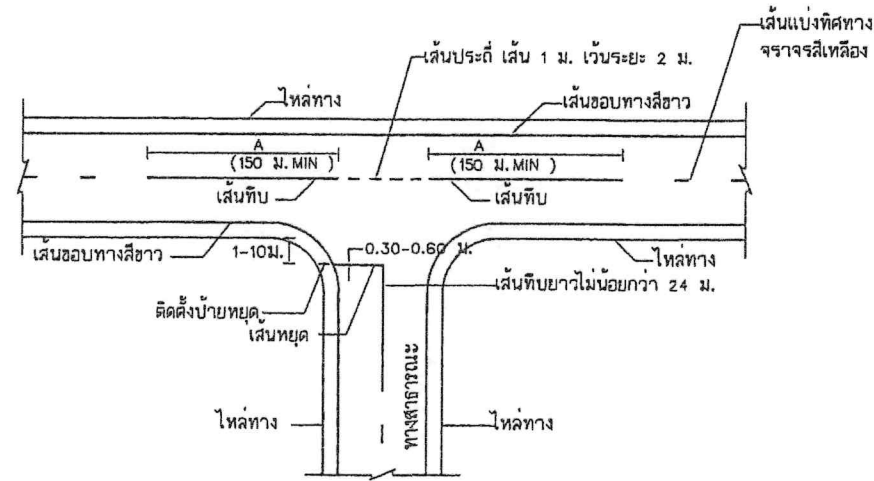 เส้นแบ่งทิศทาง
จราจรสีเหลือง
เส้นประถี่ เส้น 1 ม. เว้นระยะ 2 ม.
ไหล่ทาง
เส้นขอบทางสีขาว
A
(150 ม.MIN )
A
(150 ม.MIN )
เส้นทึบ
เส้นทึบ
เส้นขอบทางสีขาว
1-10ม.
0.30-0.60 ม.
ไหล่ทาง
เส้นทึบยาวไม่น้อยกว่า 24 ม.
ติดตั้งป้ายหยุด
เส้นหยุด
ทางสาธารณะ
ไหล่ทาง
ไหล่ทาง